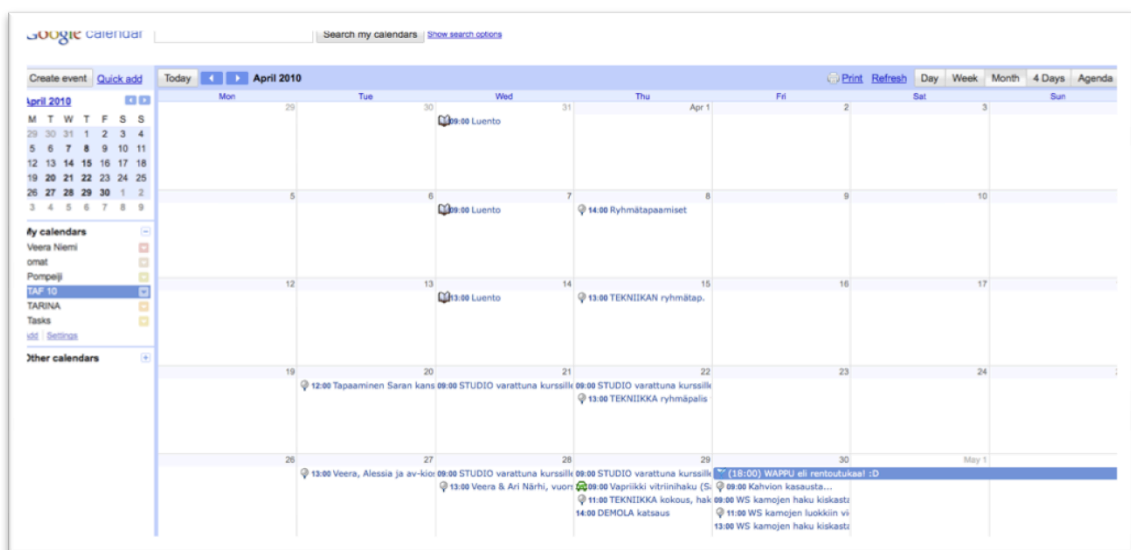 Google calendar
Search my calendars Show search options
Create event Quick add
April 2010
M T W T F S S
29 30 31 1 2 3 4
5 6 7 8 9 10 11
12 13 14 15 16 17 18
19 20 21 22 23 24 25
26 27 28 29 30 1 2
3 4 5 6 7 8 9
My calendars
Veera Niemi
omat
Pompeiji
TAF 10
TARINA
Tasks
Add Settings
Other calendars
Today April 2010 Print Refresh Day Week Month 4 Days Agenda
Mon Tue Wed Thu Fri Sat Sun
29 30 31 Apr 1 2 3
09:00 Luento
5 6 7 8 9 10
09:00 Luento 14:00 Ryhmätapaamiset
12 13 14 15 16 17
13:00 Luento 13:00 TEKNIIKAN ryhmätap.
19 20 21 22 23 24
12:00 Tapaaminen Saran kans 09:00 STUDIO varattuna kurssille 09:00 STUDIO varattuna kurssille
13:00 TEKNIIKKA ryhmäpalis
26 27 28 29 30 May 1
13:00 Veera, Alessia ja av-kio 09:00 STUDIO varattuna kurssille 09:00 STUDIO varattuna kurssille (18:00) WAPPU eli rentoutukaa! :D
13:00 Veera & Ari Närhi, vuor 09:00 Vapriikki vitriinihaku (S 09:00 Kahvion kasausta...
11:00 TEKNIIKKA kokous, hak 09:00 WS kamojen haku kiskasta
14:00 DEMOLA katsaus 11:00 WS kamojen luokkiin vi
13:00 WS kamojen haku kiskasta